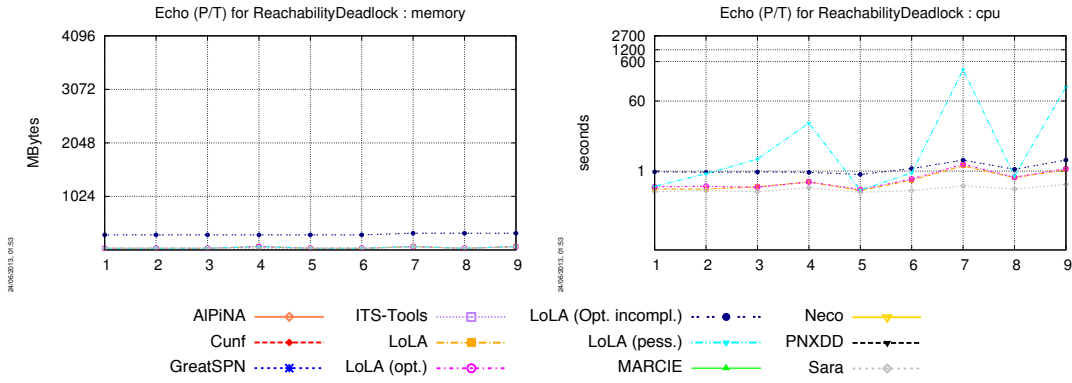 Echo (P/T) for ReachabilityDeadlock : memory
4096
3072
2048
1024
MBytes
1 2 3 4 5 6 7 8 9
24/06/2013, 01:53
Echo (P/T) for ReachabilityDeadlock : cpu
2700
1200
600
60
1
seconds
1 2 3 4 5 6 7 8 9
24/06/2013, 01:53
AlPiNA ITS-Tools LoLA (Opt. incompl.) Neco
Cunf LoLA LoLA (pess.) PNXDD
GreatSPN LoLA (opt.) MARCIE Sara